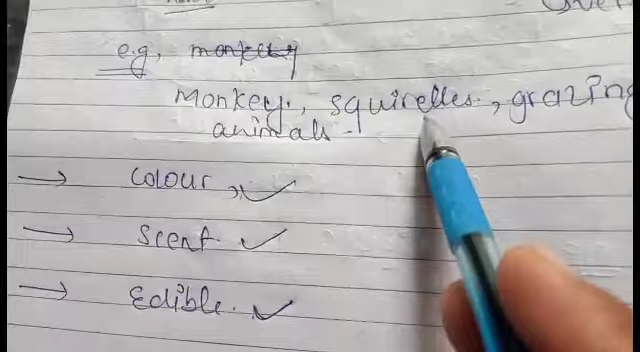 e.g, monkey
Monkey, squirelles, grazing
animals.
→ colour, ✓
→ scent. ✓
→ Edible. ✓